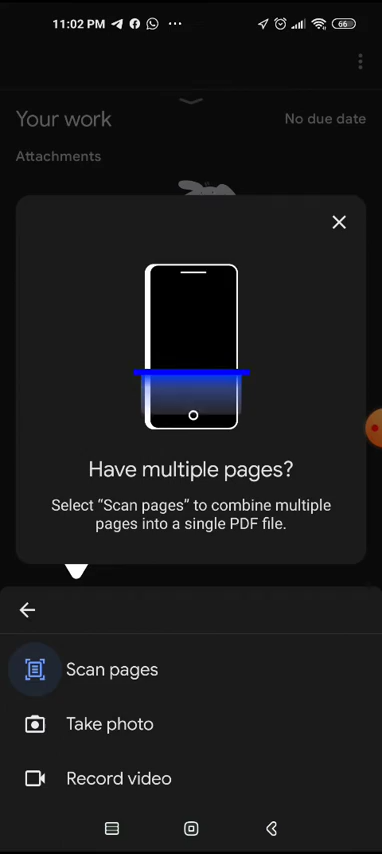 11:02 PM
66
Your work
No due date
Attachments
Have multiple pages?
Select “Scan pages” to combine multiple
pages into a single PDF file.
Scan pages
Take photo
Record video